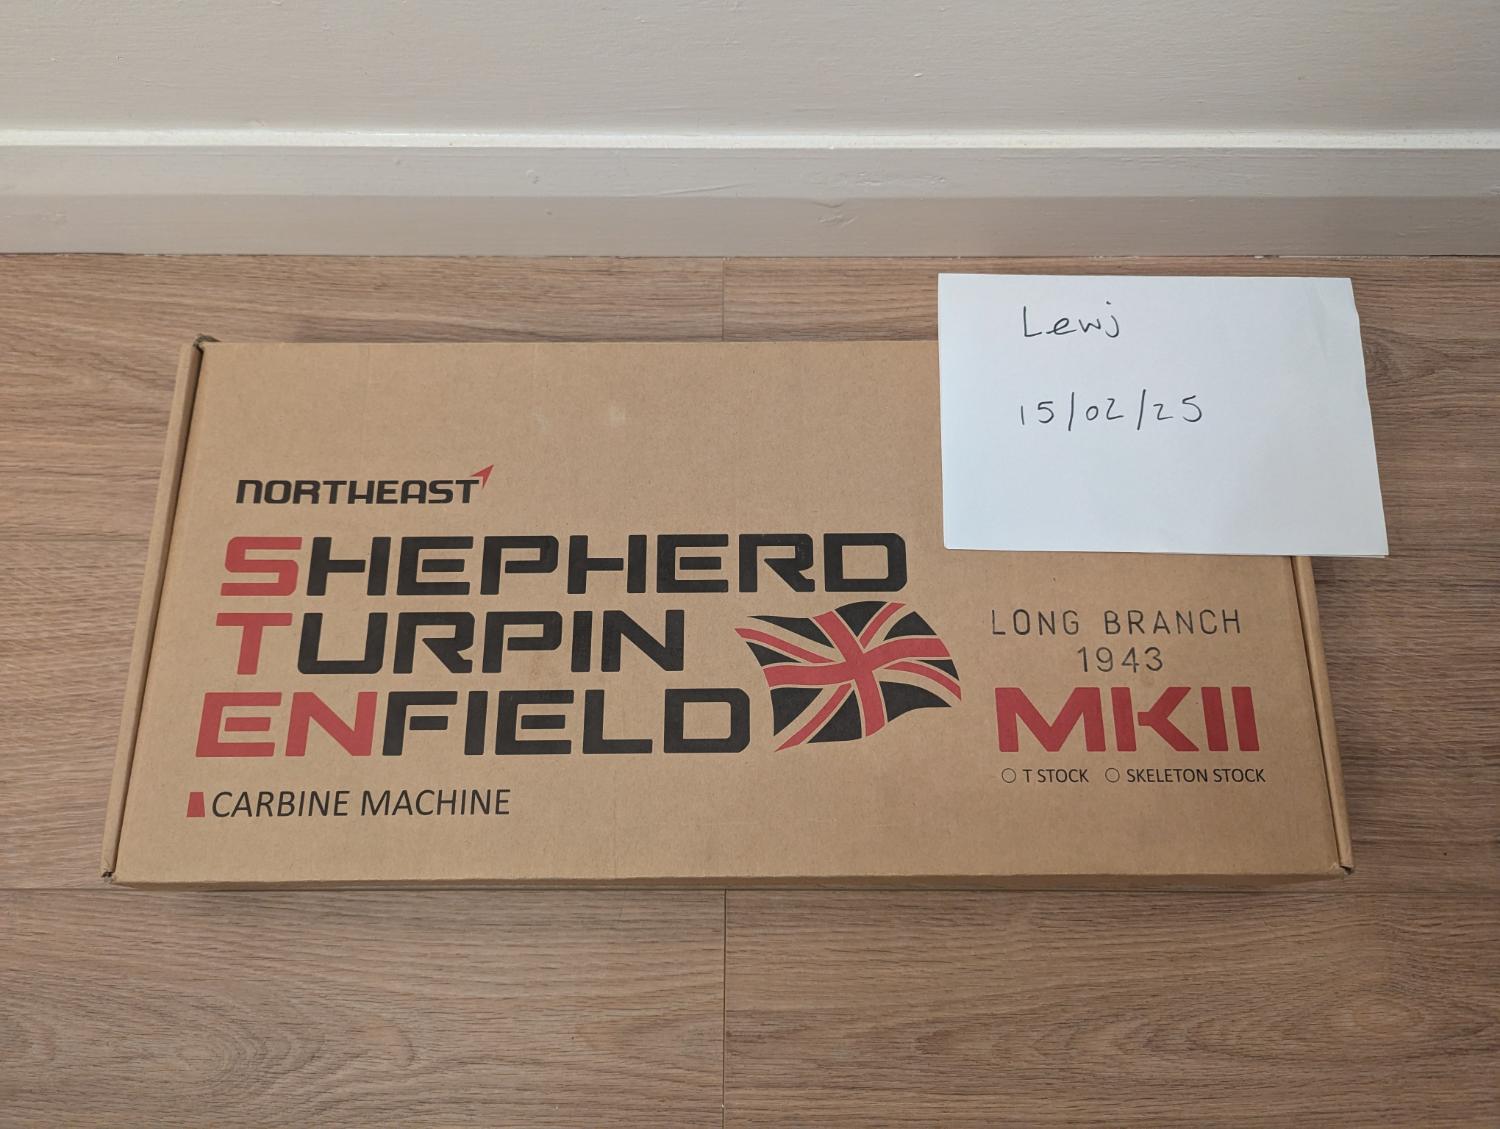 Lewj
15/02/25
NORTHEAST
SHEPHERD
TURPIN
ENFIELD
CARBINE MACHINE
LONG BRANCH
1943
MKII
T STOCK SKELETON STOCK